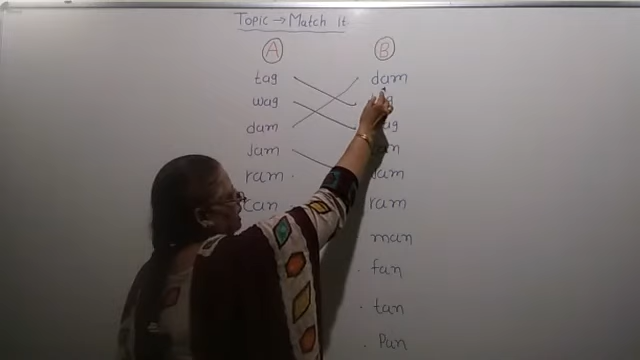 Topic → Match It
A B
tag dam
wag
dam
Jam
ram Jam
tan ram
man
fan
tan
Pan